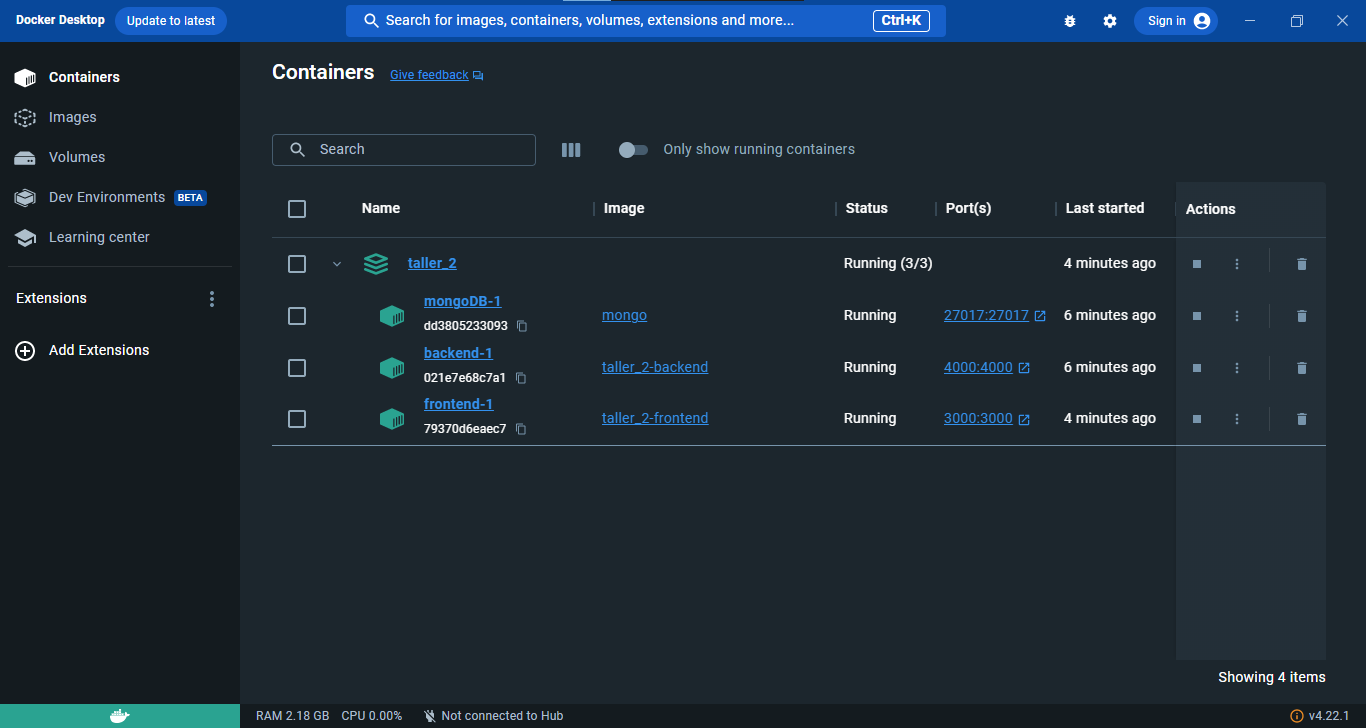 Docker Desktop Update to latest Search for images, containers, volumes, extensions and more... Ctrl+K Sign in
Containers
Images
Volumes
Dev Environments BETA
Learning center
Extensions
Add Extensions
Containers Give feedback
Search Only show running containers
Name Image Status Port(s) Last started Actions
taller_2 Running (3/3) 4 minutes ago
mongoDB-1
dd3805233093 mongo Running 27017:27017 6 minutes ago
backend-1
021e7e68c7a1 taller_2-backend Running 4000:4000 6 minutes ago
frontend-1
79370d6eaec7 taller_2-frontend Running 3000:3000 4 minutes ago
Showing 4 items
RAM 2.18 GB CPU 0.00% Not connected to Hub v4.22.1